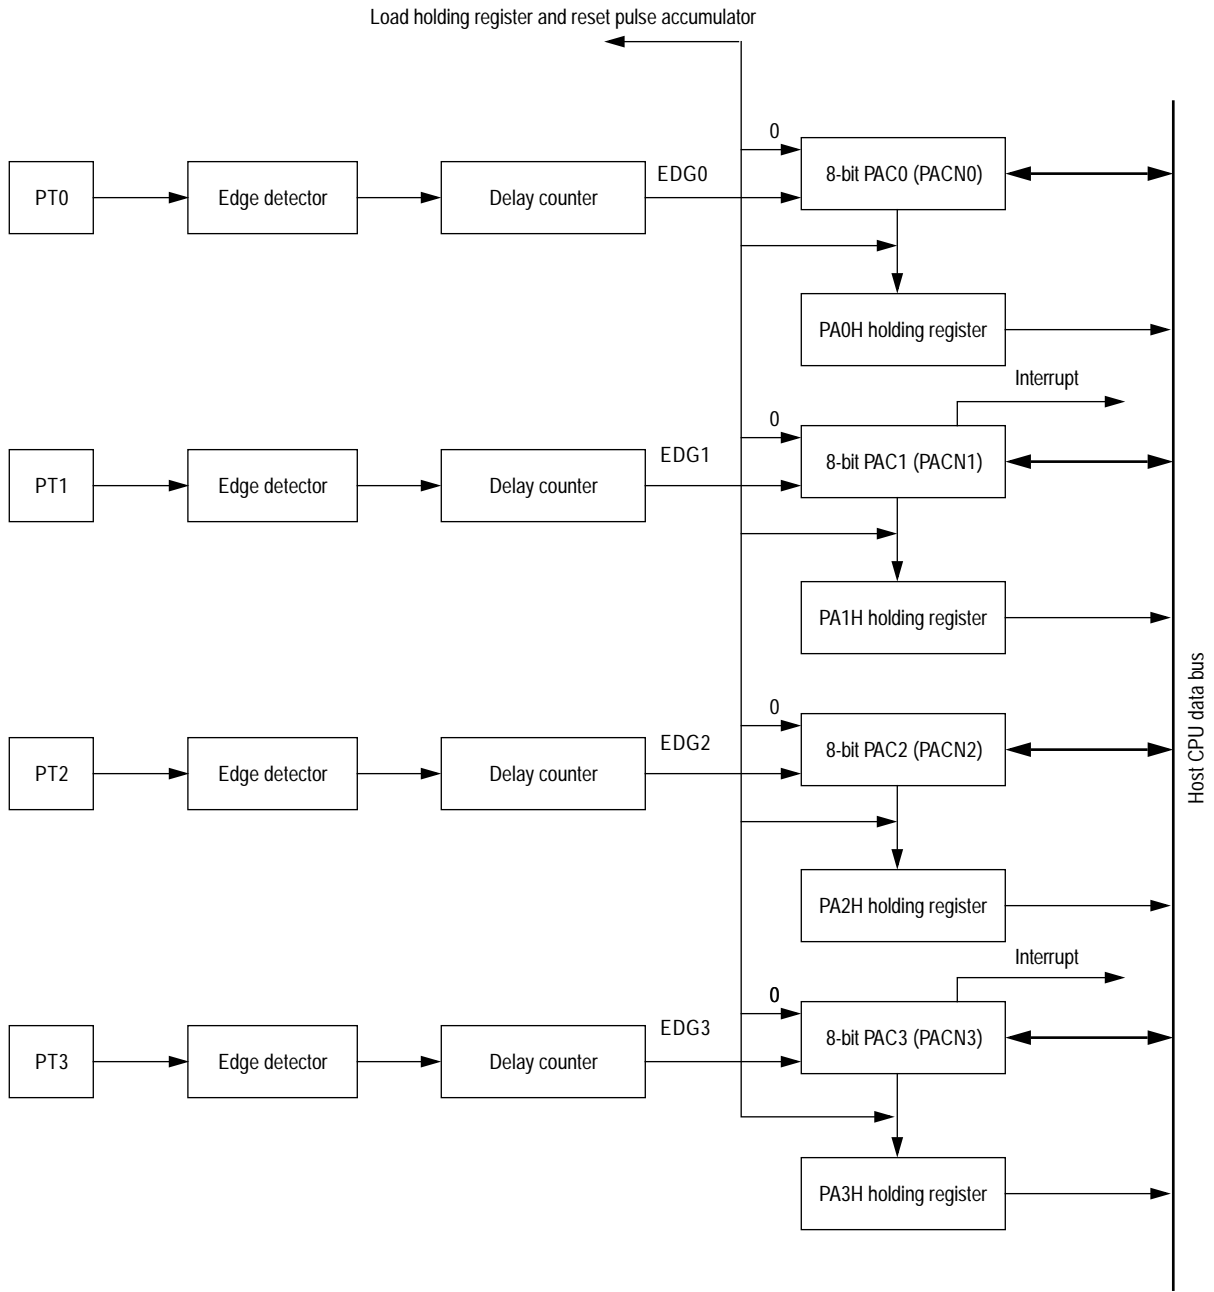 Load holding register and reset pulse accumulator
0
PT0
Edge detector
Delay counter
EDG0
8-bit PAC0 (PACN0)
PA0H holding register
Interrupt
0
PT1
Edge detector
Delay counter
EDG1
8-bit PAC1 (PACN1)
PA1H holding register
Host CPU data bus
0
PT2
Edge detector
Delay counter
EDG2
8-bit PAC2 (PACN2)
PA2H holding register
Interrupt
0
PT3
Edge detector
Delay counter
EDG3
8-bit PAC3 (PACN3)
PA3H holding register